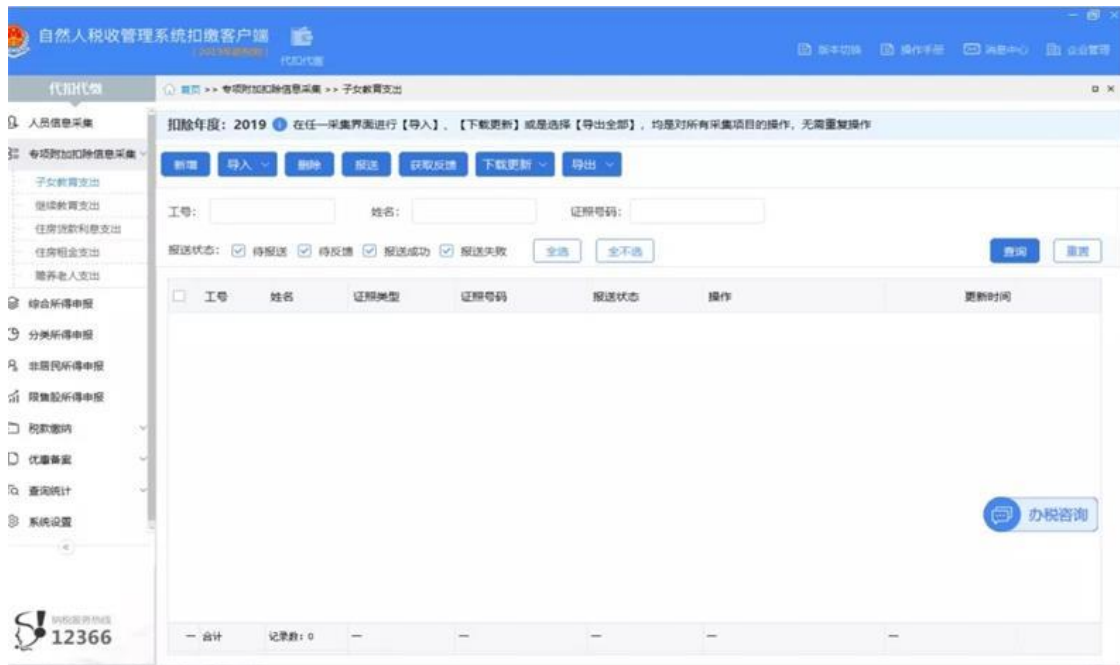 自然人税收管理系统扣缴客户端
代扣代缴
版本切换 操作手册 消息中心 企业管理
代扣代缴
首页 >> 专项附加扣除信息采集 >> 子女教育支出
人员信息采集
专项附加扣除信息采集
子女教育支出
继续教育支出
住房贷款利息支出
住房租金支出
赡养老人支出
综合所得申报
分类所得申报
非居民所得申报
限售股所得申报
税款缴纳
优惠备案
查询统计
系统设置
纳税服务热线
12366
扣除年度：2019 在任一采集界面进行【导入】、【下载更新】或是选择【导出全部】，均是对所有采集项目的操作，无需重复操作
新增 导入 删除 报送 获取反馈 下载更新 导出
工号： 姓名： 证照号码：
报送状态： 待报送 待反馈 报送成功 报送失败 全选 全不选 查询 重置
工号 姓名 证照类型 证照号码 报送状态 操作 更新时间
办税咨询
— 合计 记录数：0 — — — — —